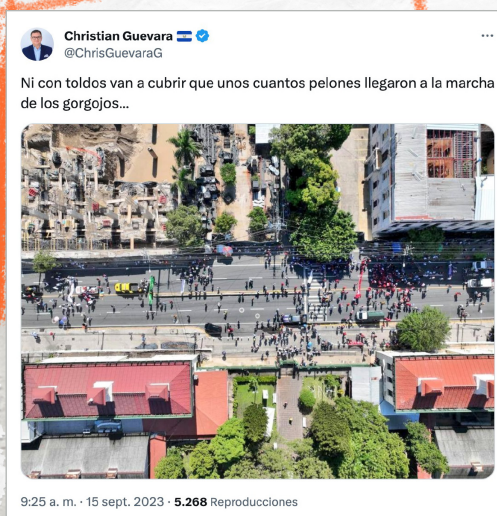 Christian Guevara
@ChrisGuevaraG
Ni con toldos van a cubrir que unos cuantos pelones llegaron a la marcha
de los gorgojos...
9:25 a. m. · 15 sept. 2023 · 5.268 Reproducciones